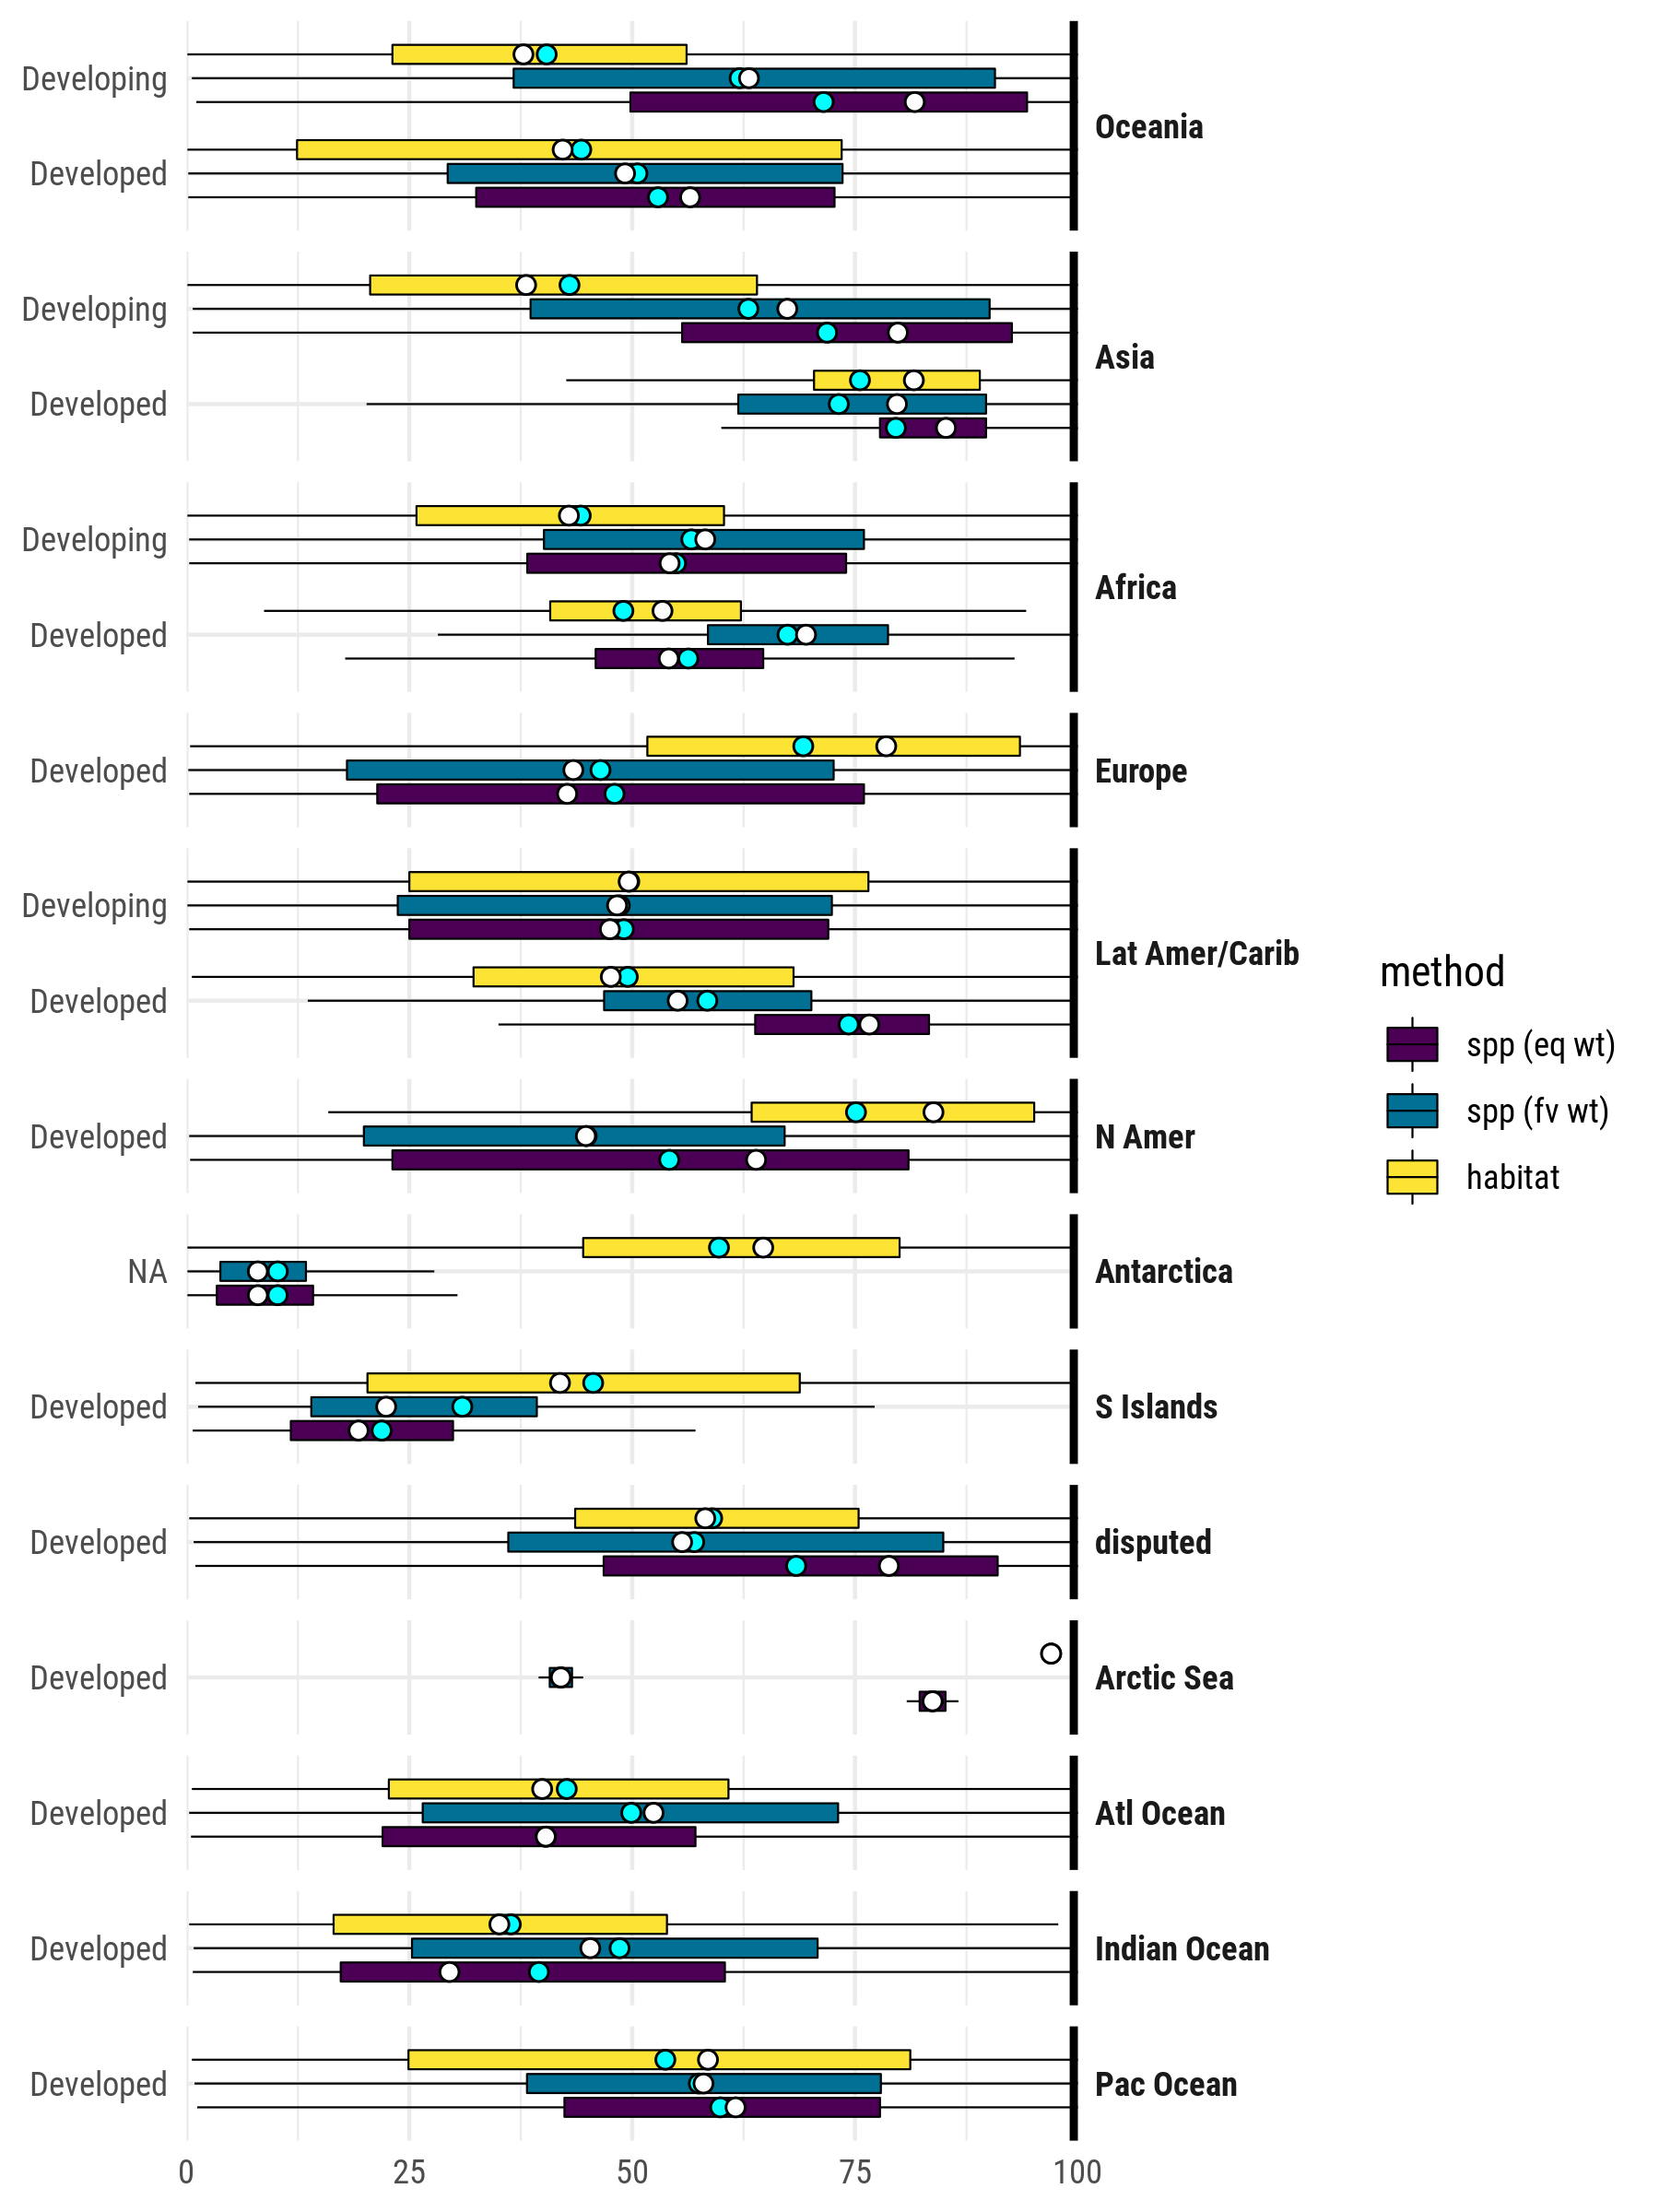 Developing
Oceania
Developed
Developing
Asia
Developed
Developing
Africa
Developed
Developed
Europe
Developing
Lat Amer/Carib
Developed
Developed
N Amer
NA
Antarctica
Developed
S Islands
Developed
disputed
Developed
Arctic Sea
Developed
Atl Ocean
Developed
Indian Ocean
Developed
Pac Ocean
0 25 50 75 100
method
spp (eq wt)
spp (fv wt)
habitat